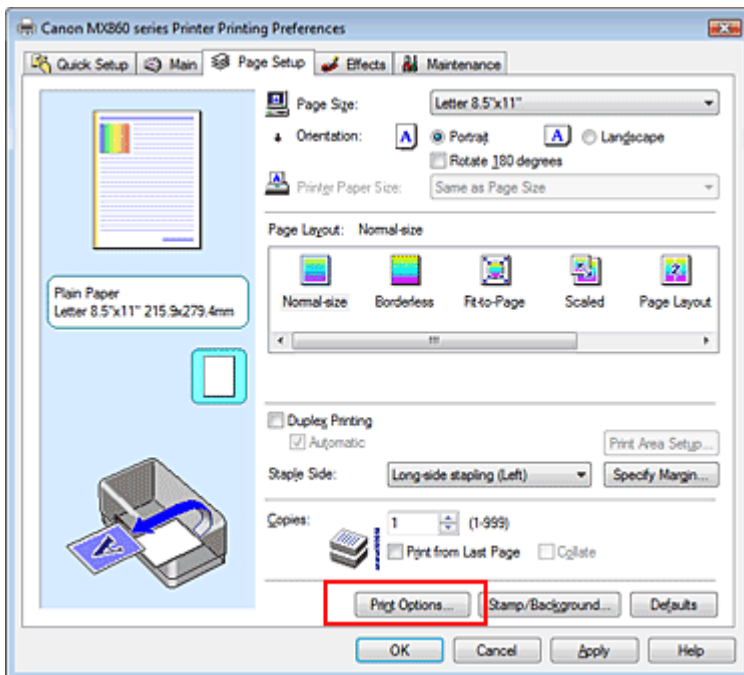 Canon MX860 series Printer Printing Preferences
Quick Setup Main Page Setup Effects Maintenance
Page Size: Letter 8.5"x11"
Orientation: A Portrait A Landscape
Rotate 180 degrees
Printer Paper Size: Same as Page Size
Page Layout: Normal-size
Normal-size Borderless Fit-to-Page Scaled Page Layout
Plain Paper
Letter 8.5"x11" 215.9x279.4mm
Duplex Printing
Automatic Print Area Setup...
Staple Side: Long-side stapling (Left) Specify Margin...
Copies: 1 (1-999)
Print from Last Page Collate
Print Options... Stamp/Background... Defaults
OK Cancel Apply Help